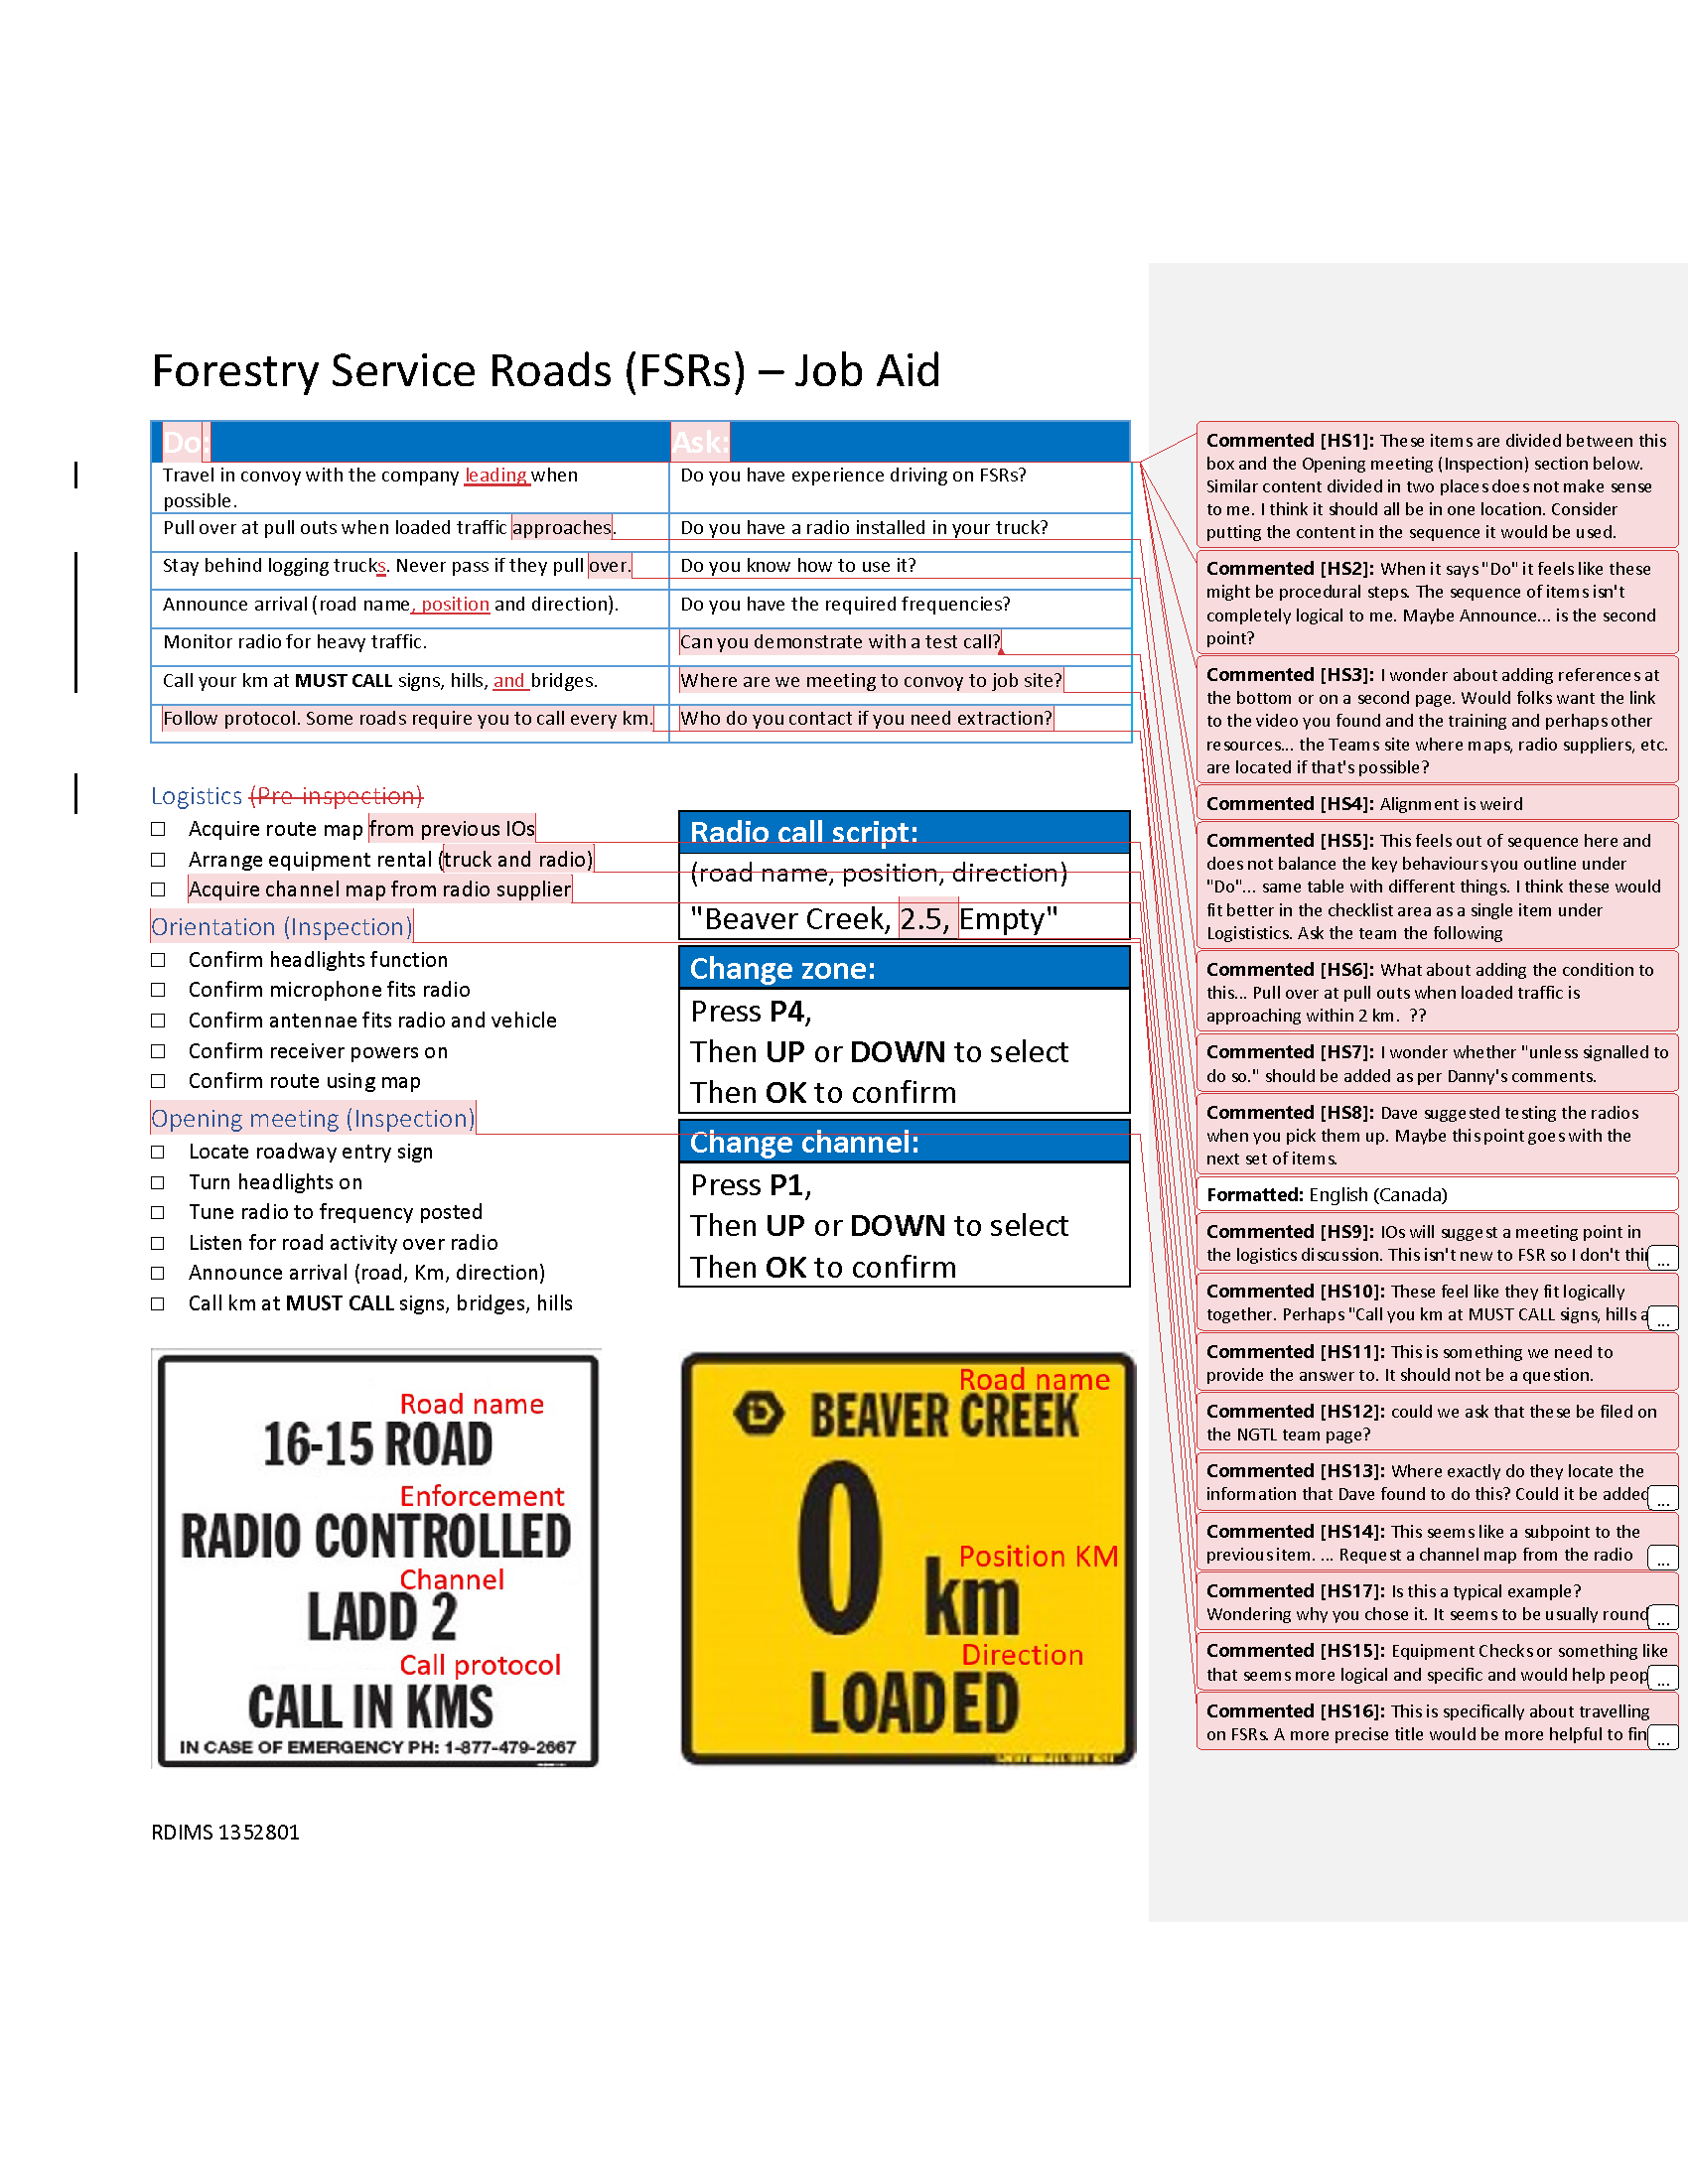 Forestry Service Roads (FSRs) – Job Aid
Do: Ask:
Travel in convoy with the company leading when
possible.
Do you have experience driving on FSRs?
Pull over at pull outs when loaded traffic approaches.
Do you have a radio installed in your truck?
Stay behind logging trucks. Never pass if they pull over.
Do you know how to use it?
Announce arrival (road name, position and direction).
Do you have the required frequencies?
Monitor radio for heavy traffic.
Can you demonstrate with a test call?
Call your km at MUST CALL signs, hills, and bridges.
Where are we meeting to convoy to job site?
Follow protocol. Some roads require you to call every km.
Who do you contact if you need extraction?
Logistics (Pre-inspection)
☐ Acquire route map from previous IOs
☐ Arrange equipment rental (truck and radio)
☐ Acquire channel map from radio supplier
Orientation (Inspection)
☐ Confirm headlights function
☐ Confirm microphone fits radio
☐ Confirm antennae fits radio and vehicle
☐ Confirm receiver powers on
☐ Confirm route using map
Opening meeting (Inspection)
☐ Locate roadway entry sign
☐ Turn headlights on
☐ Tune radio to frequency posted
☐ Listen for road activity over radio
☐ Announce arrival (road, Km, direction)
☐ Call km at MUST CALL signs, bridges, hills
Radio call script:
(road name, position, direction)
"Beaver Creek, 2.5, Empty"
Change zone:
Press P4,
Then UP or DOWN to select
Then OK to confirm
Change channel:
Press P1,
Then UP or DOWN to select
Then OK to confirm
Road name
16-15 ROAD
Enforcement
RADIO CONTROLLED
Channel
LADD 2
Call protocol
CALL IN KMS
IN CASE OF EMERGENCY PH: 1-877-479-2667
Road name
BEAVER CREEK
0
Position KM
km
Direction
LOADED
RDIMS 1352801
Commented [HS1]: These items are divided between this
box and the Opening meeting (Inspection) section below.
Similar content divided in two places does not make sense
to me. I think it should all be in one location. Consider
putting the content in the sequence it would be used.
Commented [HS2]: When it says "Do" it feels like these
might be procedural steps. The sequence of items isn't
completely logical to me. Maybe Announce... is the second
point?
Commented [HS3]: I wonder about adding references at
the bottom or on a second page. Would folks want the link
to the video you found and the training and perhaps other
resources... the Teams site where maps, radio suppliers, etc.
are located if that's possible?
Commented [HS4]: Alignment is weird
Commented [HS5]: This feels out of sequence here and
does not balance the key behaviours you outline under
"Do"... same table with different things. I think these would
fit better in the checklist area as a single item under
Logististics. Ask the team the following
Commented [HS6]: What about adding the condition to
this... Pull over at pull outs when loaded traffic is
approaching within 2 km. ??
Commented [HS7]: I wonder whether "unless signalled to
do so." should be added as per Danny's comments.
Commented [HS8]: Dave suggested testing the radios
when you pick them up. Maybe this point goes with the
next set of items.
Formatted: English (Canada)
Commented [HS9]: IOs will suggest a meeting point in
the logistics discussion. This isn't new to FSR so I don't thin ...
Commented [HS10]: These feel like they fit logically
together. Perhaps "Call you km at MUST CALL signs, hills a ...
Commented [HS11]: This is something we need to
provide the answer to. It should not be a question.
Commented [HS12]: could we ask that these be filed on
the NGTL team page?
Commented [HS13]: Where exactly do they locate the
information that Dave found to do this? Could it be added ...
Commented [HS14]: This seems like a subpoint to the
previous item. ... Request a channel map from the radio ...
Commented [HS17]: Is this a typical example?
Wondering why you chose it. It seems to be usually round ...
Commented [HS15]: Equipment Checks or something like
that seems more logical and specific and would help peop ...
Commented [HS16]: This is specifically about travelling
on FSRs. A more precise title would be more helpful to fin ...